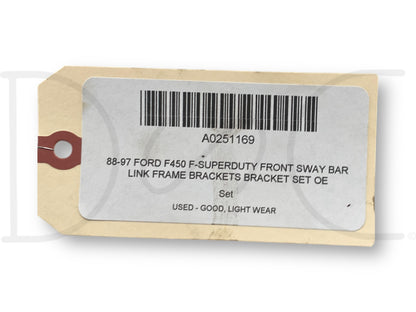 A0251169
88-97 FORD F450 F-SUPERDUTY FRONT SWAY BAR
LINK FRAME BRACKETS BRACKET SET OE
Set
USED - GOOD, LIGHT WEAR